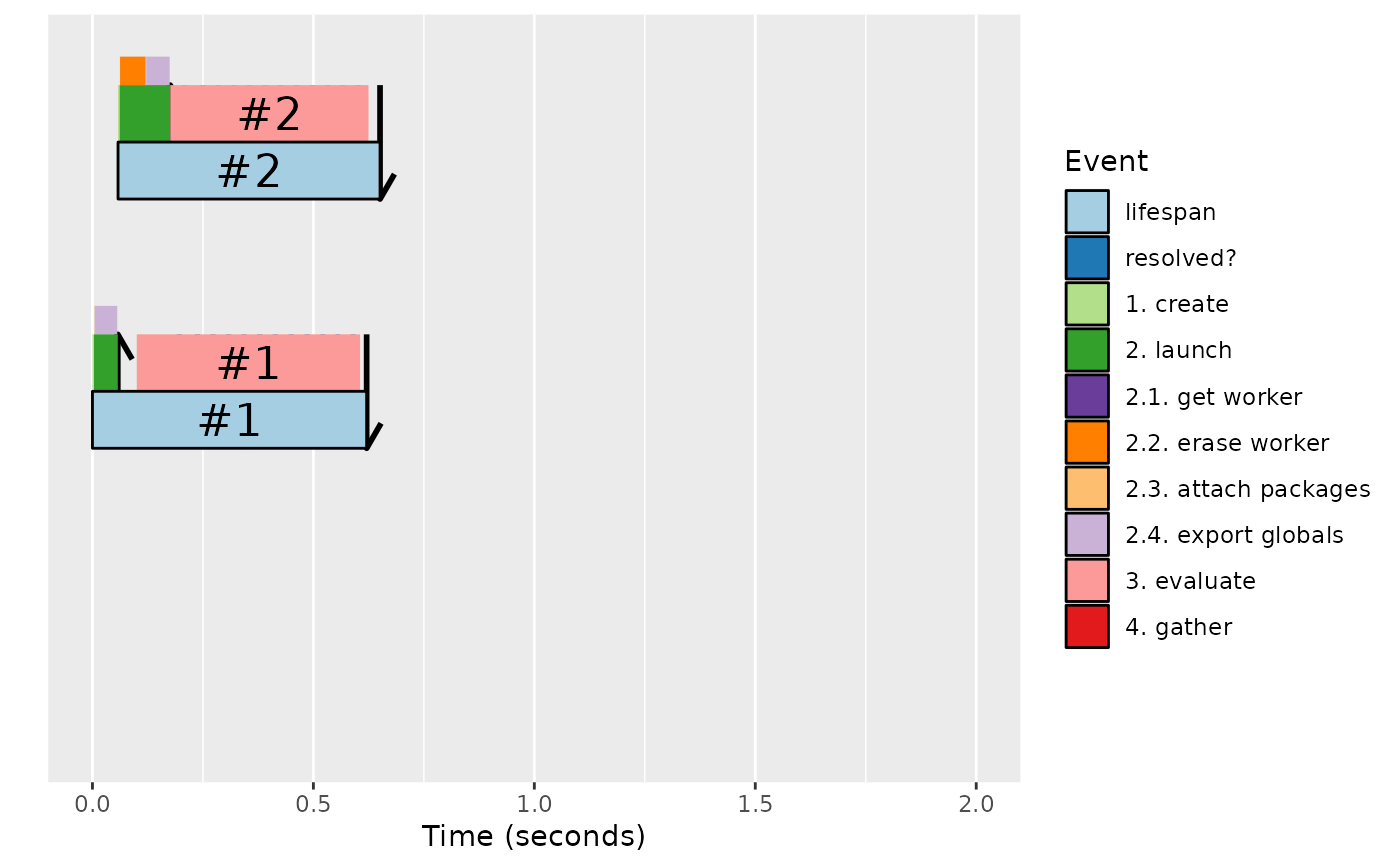 #2
#2
#1
#1
0.0 0.5 1.0 1.5 2.0
Time (seconds)
Event
lifespan
resolved?
1. create
2. launch
2.1. get worker
2.2. erase worker
2.3. attach packages
2.4. export globals
3. evaluate
4. gather